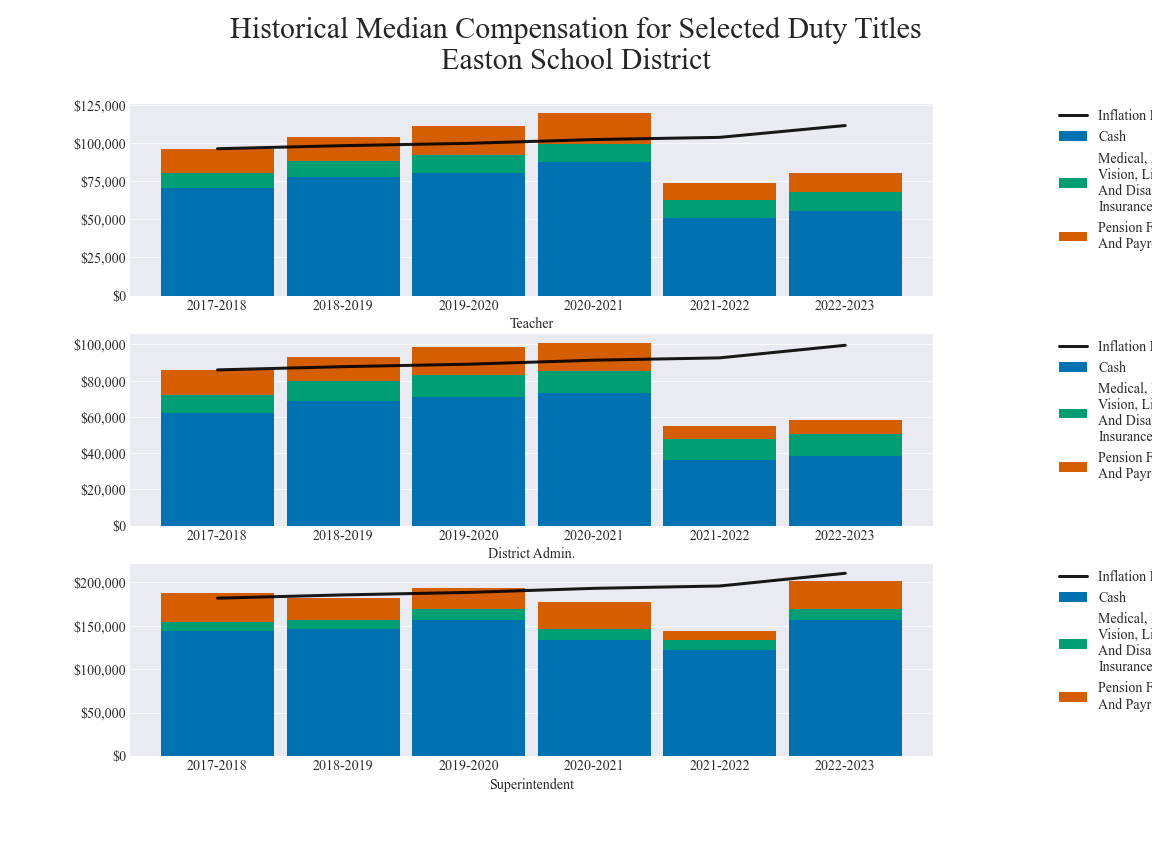 Historical Median Compensation for Selected Duty Titles
Easton School District
$125,000
$100,000
$75,000
$50,000
$25,000
$0
2017-2018
2018-2019
2019-2020
2020-2021
2021-2022
2022-2023
Teacher
Inflation
Cash
Medical,
Vision,
And
Insurance
Pension
And
$100,000
$80,000
$60,000
$40,000
$20,000
$0
2017-2018
2018-2019
2019-2020
2020-2021
2021-2022
2022-2023
District Admin.
Inflation
Cash
Medical,
Vision,
And
Insurance
Pension
And
$200,000
$150,000
$100,000
$50,000
$0
2017-2018
2018-2019
2019-2020
2020-2021
2021-2022
2022-2023
Superintendent
Inflation
Cash
Medical,
Vision,
And
Insurance
Pension
And